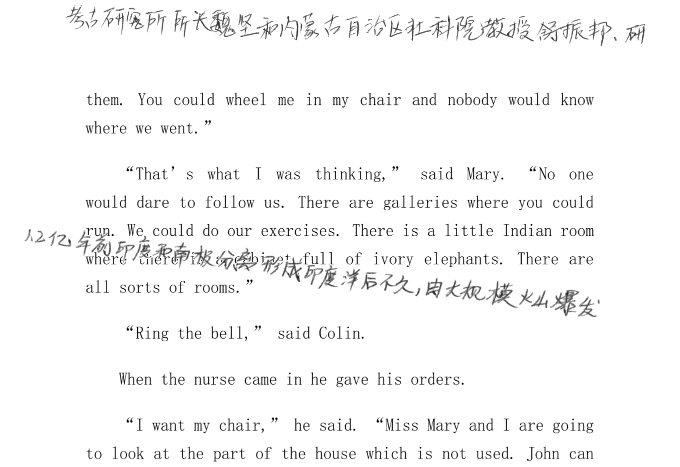 考古研究所所长魏坚和内蒙古自治区社科院教授舒振邦、研
them. You could wheel me in my chair and nobody would know
where we went.”
“That’s what I was thinking,” said Mary. “No one
would dare to follow us. There are galleries where you could
run. We could do our exercises. There is a little Indian room
where there is a cabinet full of ivory elephants. There are
1.2亿年前印度和南极分离形成印度洋后不久，由大规模火山爆发
all sorts of rooms.”
“Ring the bell,” said Colin.
When the nurse came in he gave his orders.
“I want my chair,” he said. “Miss Mary and I are going
to look at the part of the house which is not used. John can